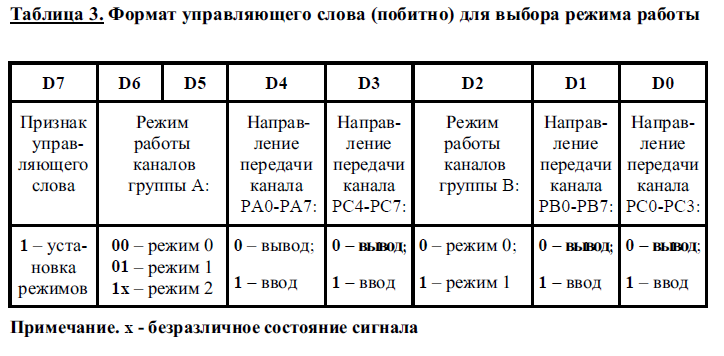 Таблица 3. Формат управляющего слова (побитно) для выбора режима работы
D7 D6 D5 D4 D3 D2 D1 D0
Признак управ- ляющего слова
Режим работы каналов группы А:
Направ- ление передачи канала PA0-PA7:
Направ- ление передачи канала PC4-PC7:
Режим работы каналов группы В:
Направ- ление передачи канала PB0-PB7:
Направ- ление передачи канала PC0-PC3:
1 – уста- новка режимов
00 – режим 0
01 – режим 1
1x – режим 2
0 – вывод;
1 – ввод
0 – вывод;
1 – ввод
0 – режим 0;
1 – режим 1
0 – вывод;
1 – ввод
0 – вывод;
1 – ввод
Примечание. x - безразличное состояние сигнала